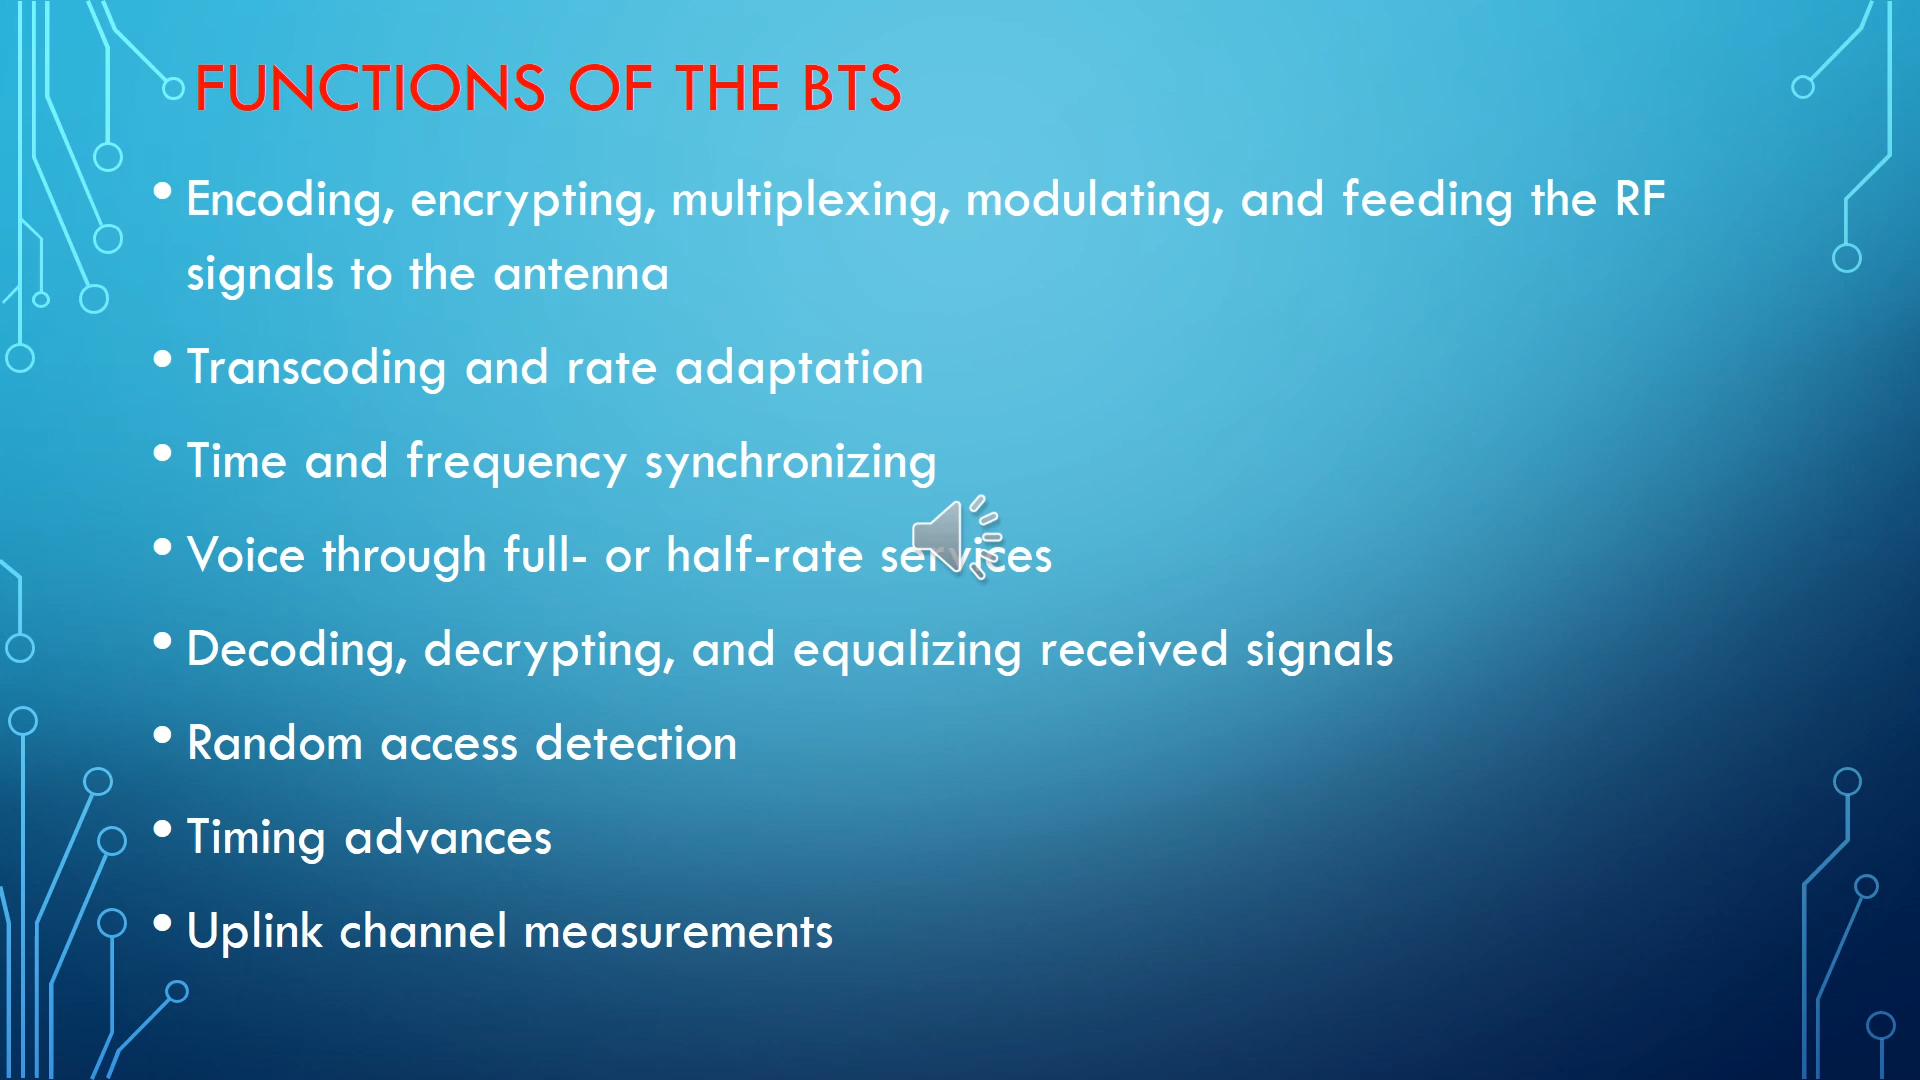 FUNCTIONS OF THE BTS
• Encoding, encrypting, multiplexing, modulating, and feeding the RF
signals to the antenna
• Transcoding and rate adaptation
• Time and frequency synchronizing
• Voice through full- or half-rate services
• Decoding, decrypting, and equalizing received signals
• Random access detection
• Timing advances
• Uplink channel measurements